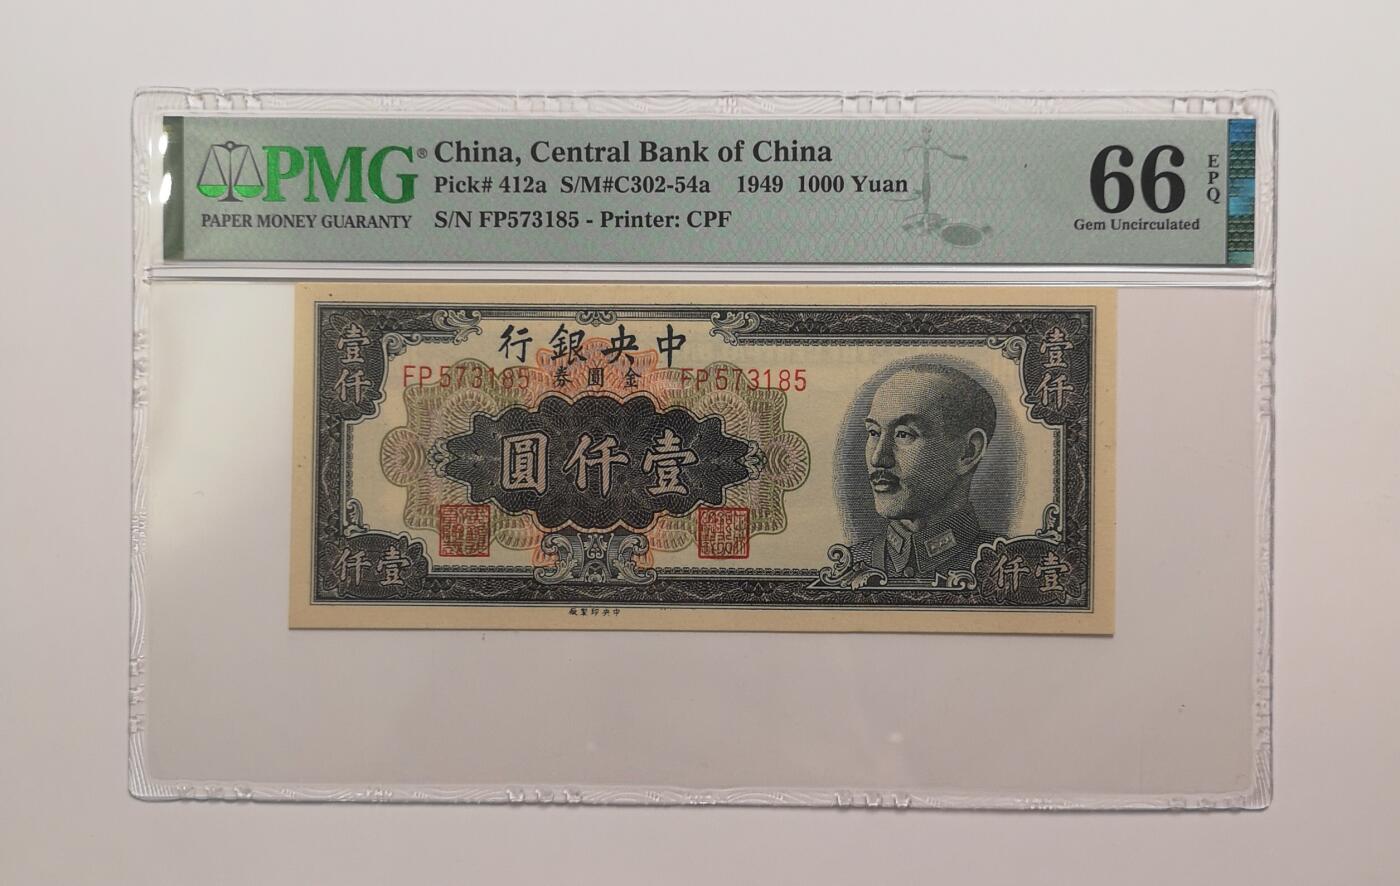 PMG®
PAPER MONEY GUARANTY
China, Central Bank of China
Pick# 412a S/M#C302-54a 1949 1000 Yuan
S/N FP573185 - Printer: CPF
66
EPQ
Gem Uncirculated
壹仟
壹仟
行銀央中
FP573185
券圓金
FP573185
圓仟壹
仟壹
仟壹
廠製印央中